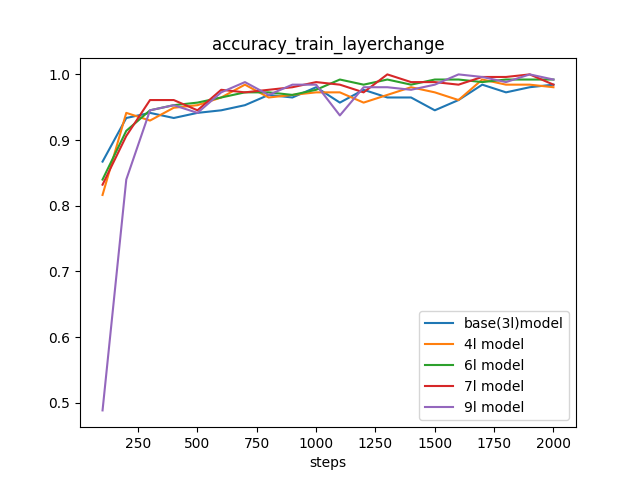 accuracy_train_layerchange
1.0
0.9
0.8
0.7
0.6
0.5
base(3l)model
4l model
6l model
7l model
9l model
250 500 750 1000 1250 1500 1750 2000
steps